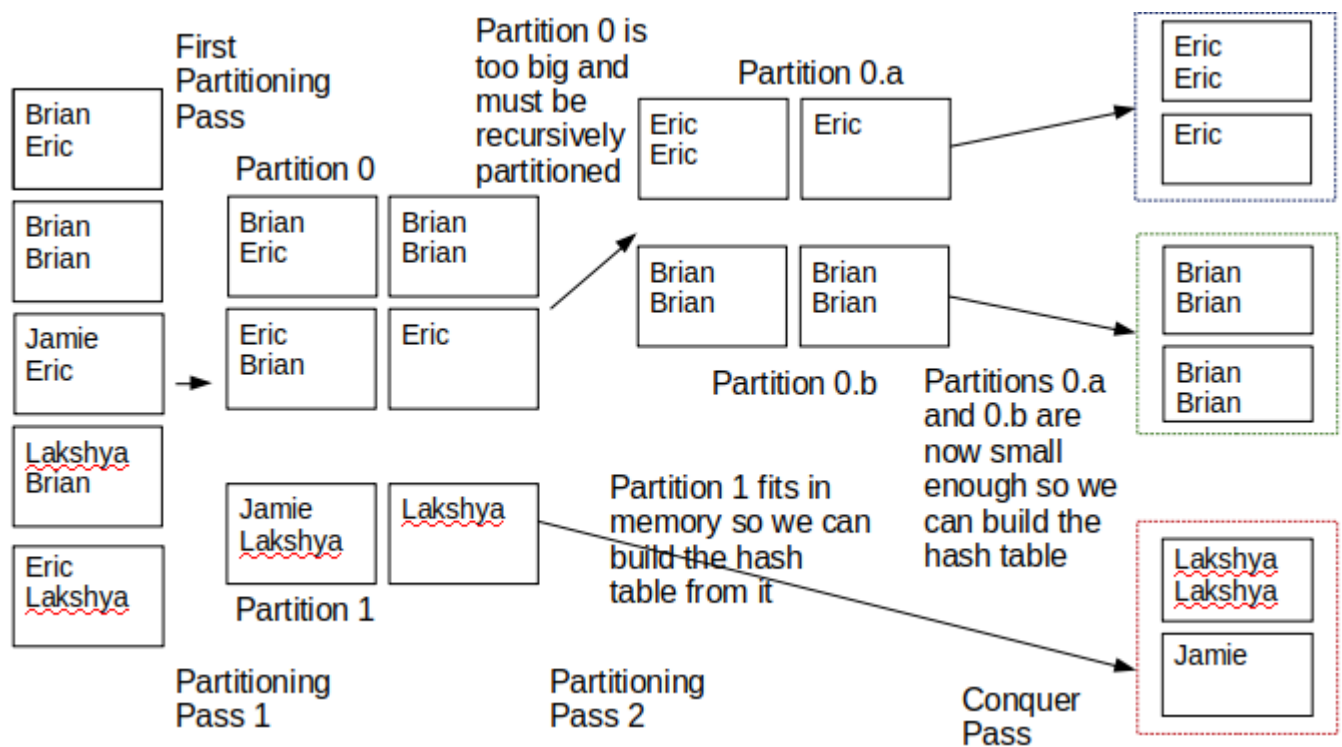 Brian
Eric
Brian
Brian
Jamie
Eric
Lakshya
Brian
Eric
Lakshya
First
Partitioning
Pass
Partition 0
Brian
Eric
Brian
Brian
Eric
Brian
Eric
Jamie
Lakshya
Lakshya
Partition 1
Partitioning
Pass 1
Partition 0 is
too big and
must be
recursively
partitioned
Partition 0.a
Eric
Eric
Eric
Brian
Brian
Brian
Brian
Partition 0.b
Partition 1 fits in
memory so we can
build the hash
table from it
Partitioning
Pass 2
Partitions 0.a
and 0.b are
now small
enough so we
can build the
hash table
Eric
Eric
Eric
Brian
Brian
Brian
Brian
Lakshya
Lakshya
Jamie
Conquer
Pass